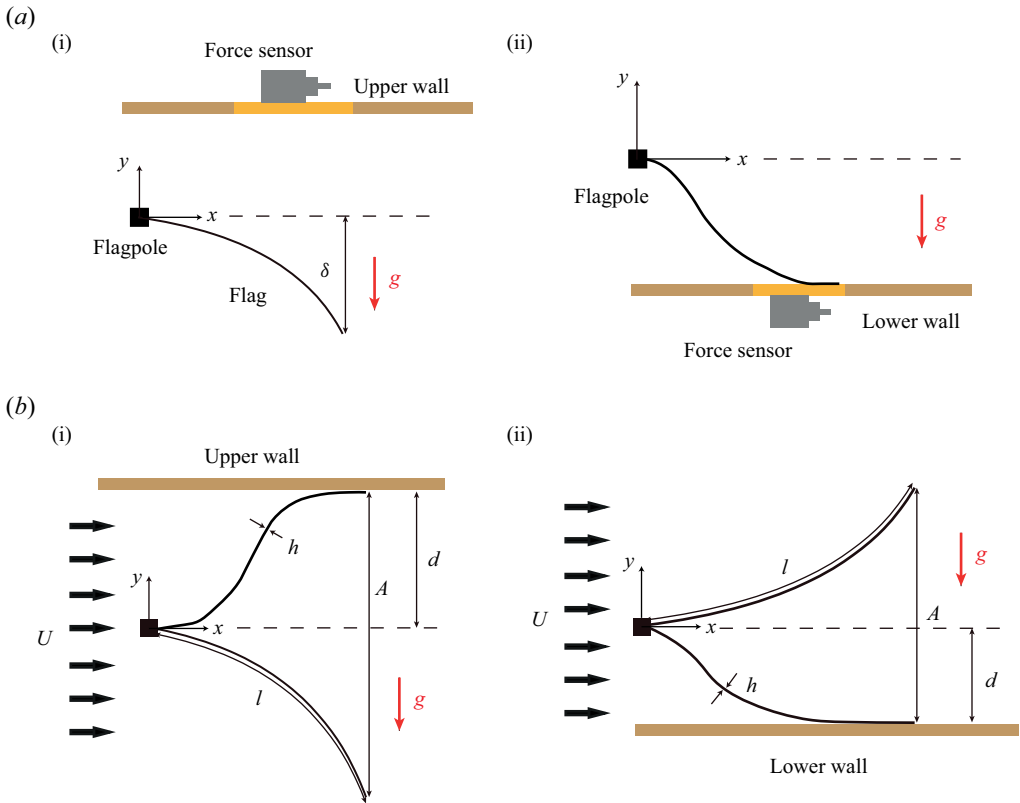 (a)
(i)
Force sensor
Upper wall
y
x
Flagpole
δ
g
Flag
(ii)
y
x
Flagpole
g
Lower wall
Force sensor
(b)
(i)
Upper wall
h
d
y
A
x
U
l
g
(ii)
l
g
y
A
x
U
h
d
Lower wall